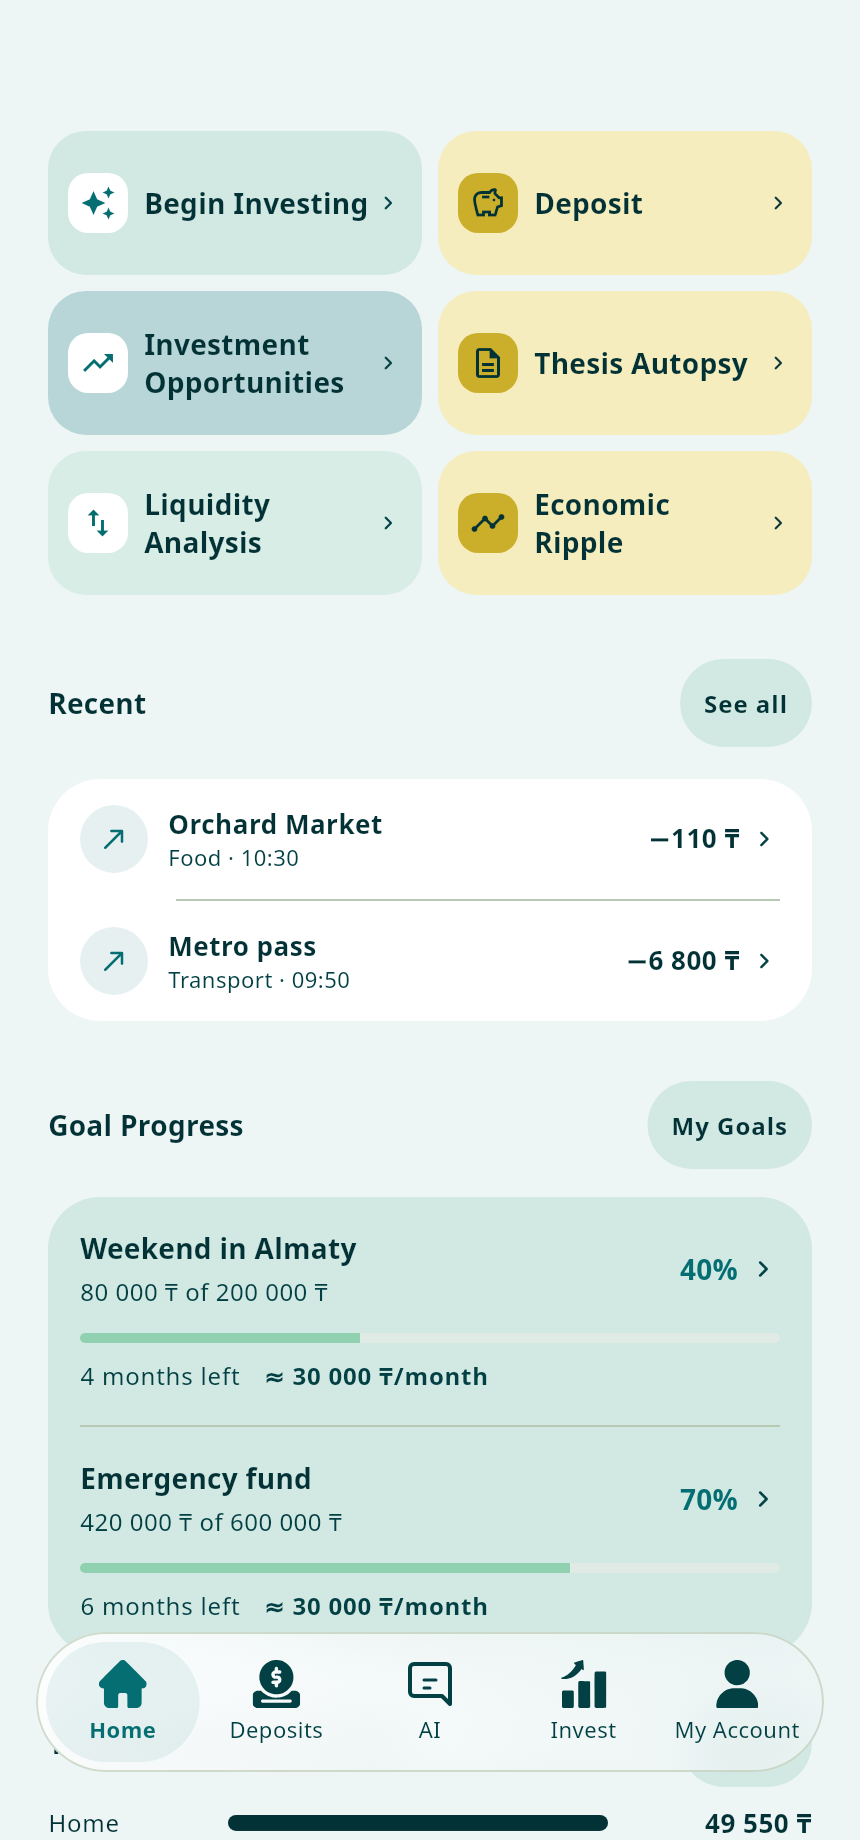 Begin Investing
Deposit
Investment
Opportunities
Thesis Autopsy
Liquidity
Analysis
Economic
Ripple
Recent
See all
Orchard Market
Food · 10:30
−110 ₸
Metro pass
Transport · 09:50
−6 800 ₸
Goal Progress
My Goals
Weekend in Almaty
80 000 ₸ of 200 000 ₸
40%
4 months left ≈ 30 000 ₸/month
Emergency fund
420 000 ₸ of 600 000 ₸
70%
6 months left ≈ 30 000 ₸/month
Home
Deposits
AI
Invest
My Account
Home
49 550 ₸